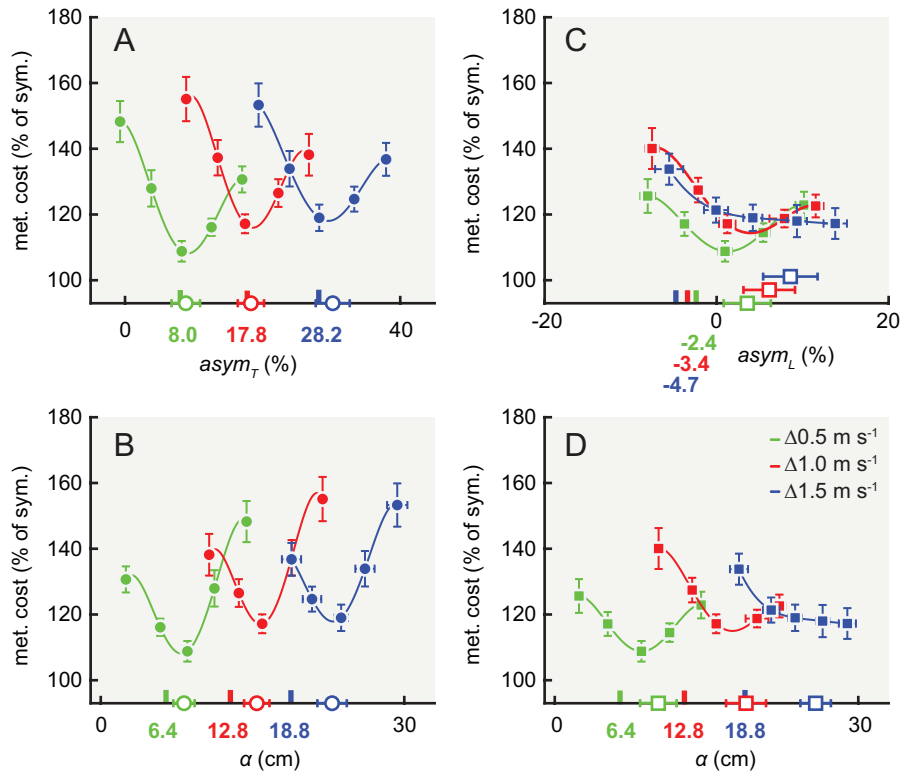 A
met. cost (% of sym.)
180
160
140
120
100
0
40
8.0
17.8
28.2
asym_T (%)
C
met. cost (% of sym.)
180
160
140
120
100
-20
0
20
-2.4
asym_L (%)
-3.4
-4.7
B
met. cost (% of sym.)
180
160
140
120
100
0
30
6.4
12.8
18.8
α (cm)
D
Δ0.5 m s⁻¹
Δ1.0 m s⁻¹
Δ1.5 m s⁻¹
met. cost (% of sym.)
180
160
140
120
100
0
30
6.4
12.8
18.8
α (cm)